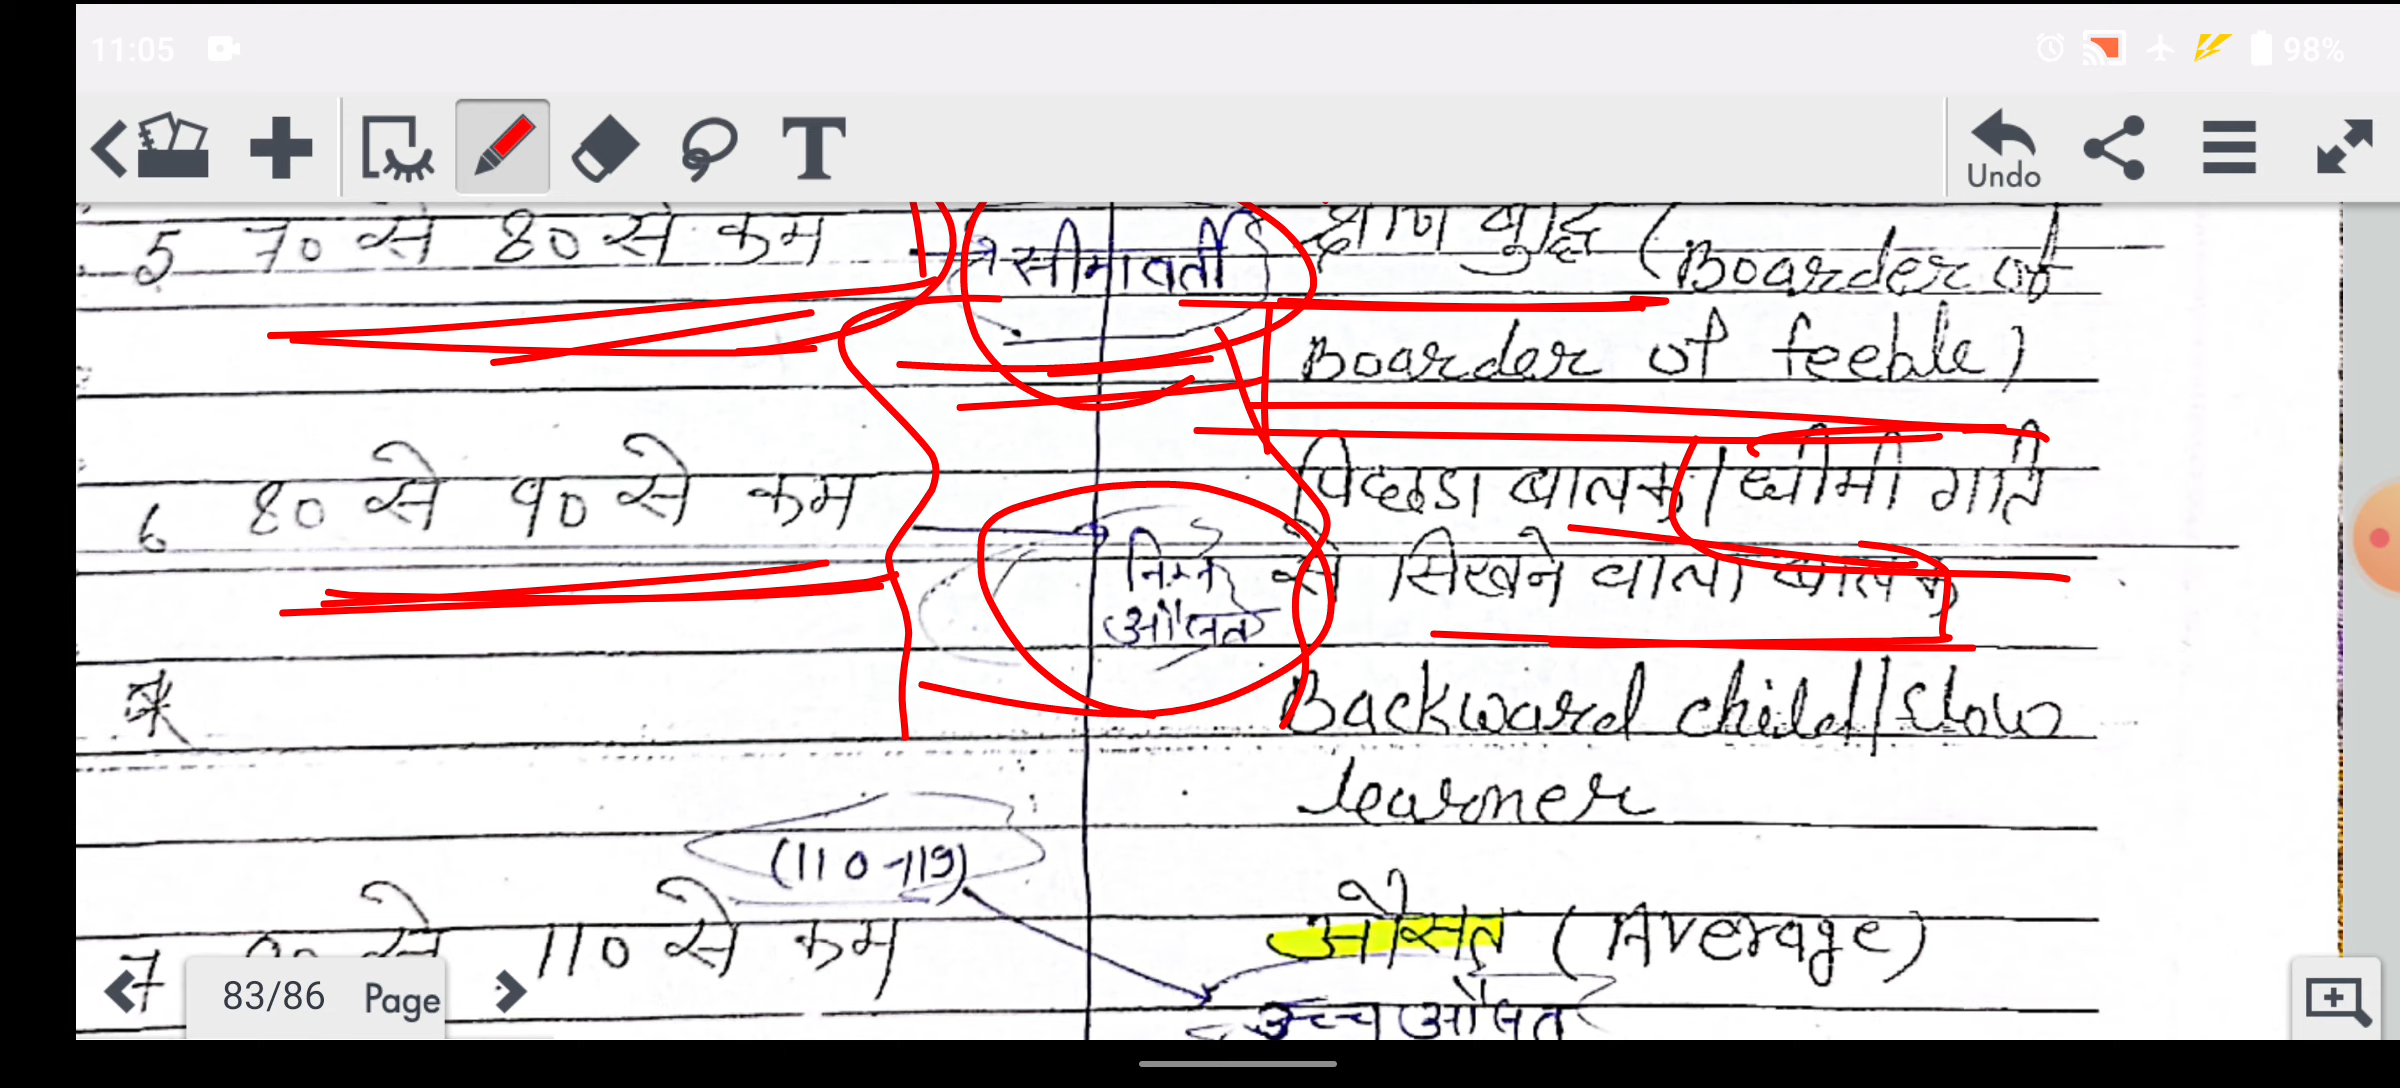 11:05
98%
Undo
5 70 से 80 से कम → सीमावर्ती क्षीण बुद्धि (Boarder of
Boarder of feeble)
6 80 से 90 से कम पिछडा बालक / धीमी गति
निम्न औसत से सिखने वाला बालक
Backward child / Slow
learner
(110-119)
7 90 से 110 से कम औसत (Average)
उच्च औसत
83/86 Page